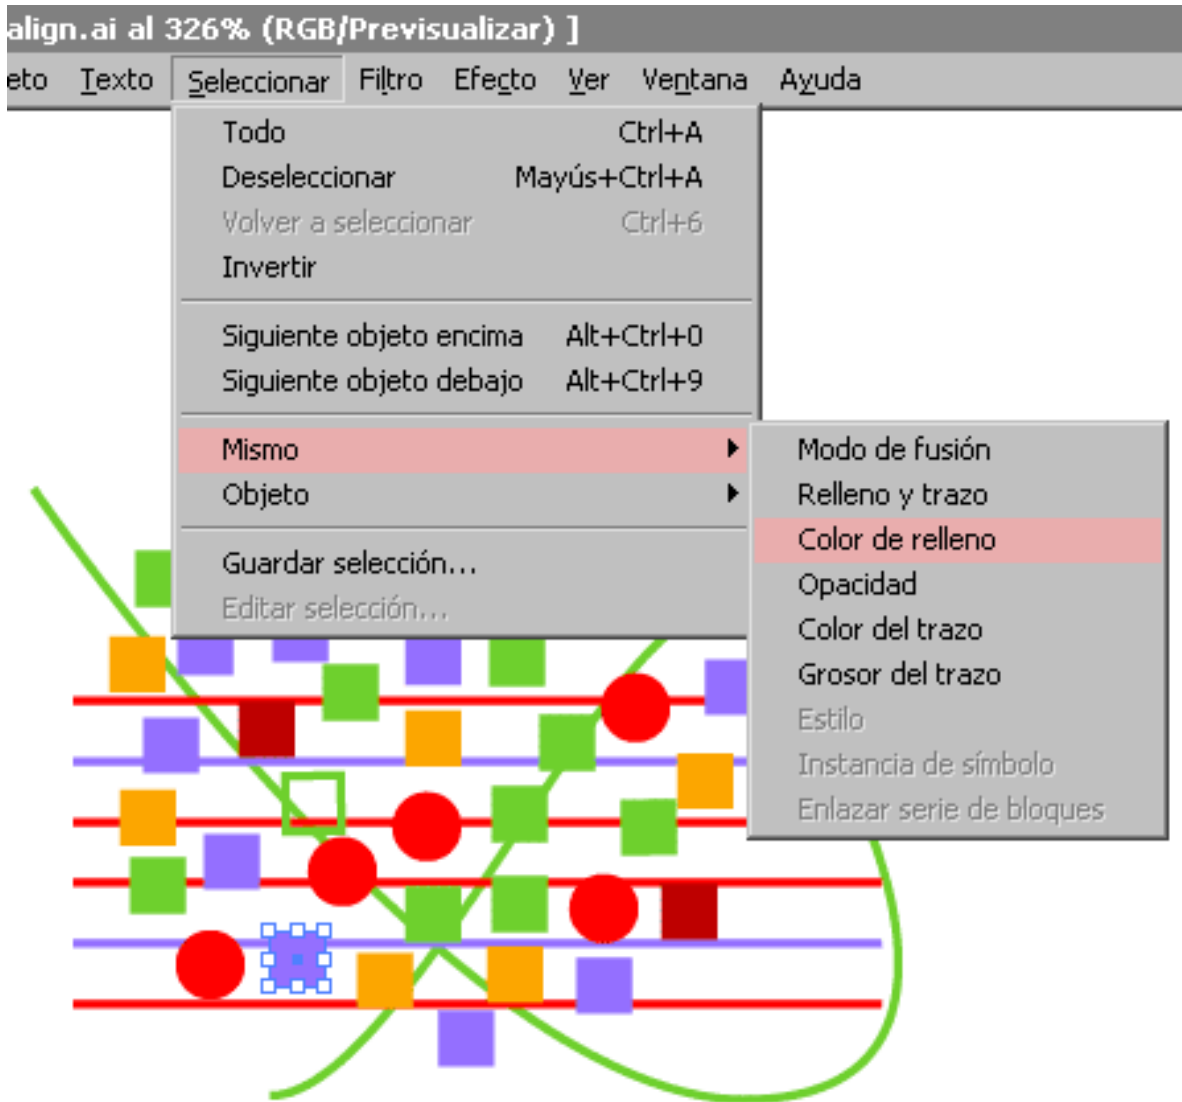 align.ai al 326% (RGB/Previsualizar) ]
eto Texto Seleccionar Filtro Efecto Ver Ventana Ayuda
Todo Ctrl+A
Deseleccionar Mayús+Ctrl+A
Volver a seleccionar Ctrl+6
Invertir
Siguiente objeto encima Alt+Ctrl+0
Siguiente objeto debajo Alt+Ctrl+9
Mismo
Objeto
Guardar selección...
Editar selección...
Modo de fusión
Relleno y trazo
Color de relleno
Opacidad
Color del trazo
Grosor del trazo
Estilo
Instancia de símbolo
Enlazar serie de bloques